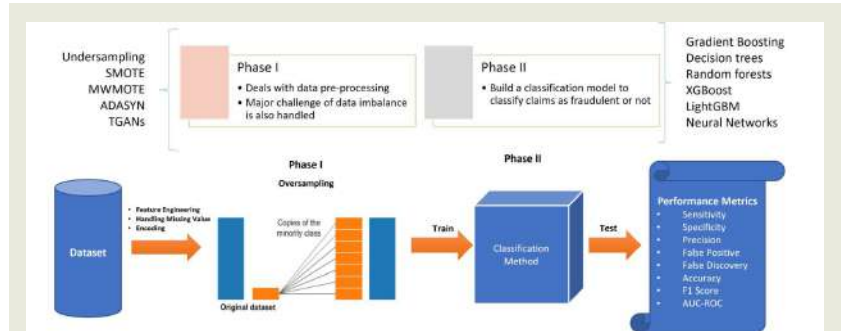 Undersampling
SMOTE
MWMOTE
ADASYN
TGANs
Phase I
• Deals with data pre-processing
• Major challenge of data imbalance
is also handled
Phase II
• Build a classification model to
classify claims as fraudulent or not
Gradient Boosting
Decision trees
Random forests
XGBoost
LightGBM
Neural Networks
Phase I
Oversampling
Phase II
Dataset
• Feature Engineering
• Handling Missing Value
• Encoding
Copies of the
minority class
Original dataset
Train
Classification
Method
Test
Performance Metrics
• Sensitivity
• Specificity
• Precision
• False Positive
• False Discovery
• Accuracy
• F1 Score
• AUC-ROC